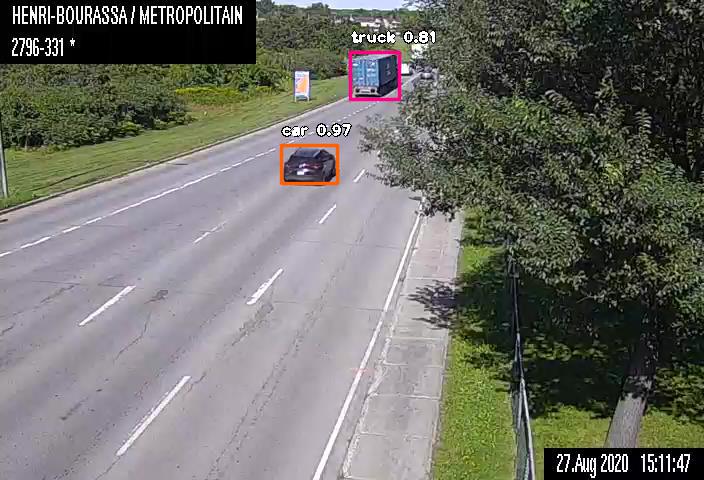 HENRI-BOURASSA / METROPOLITAIN
2796-331 *
truck 0.81
car 0.97
27.Aug 2020 15:11:47